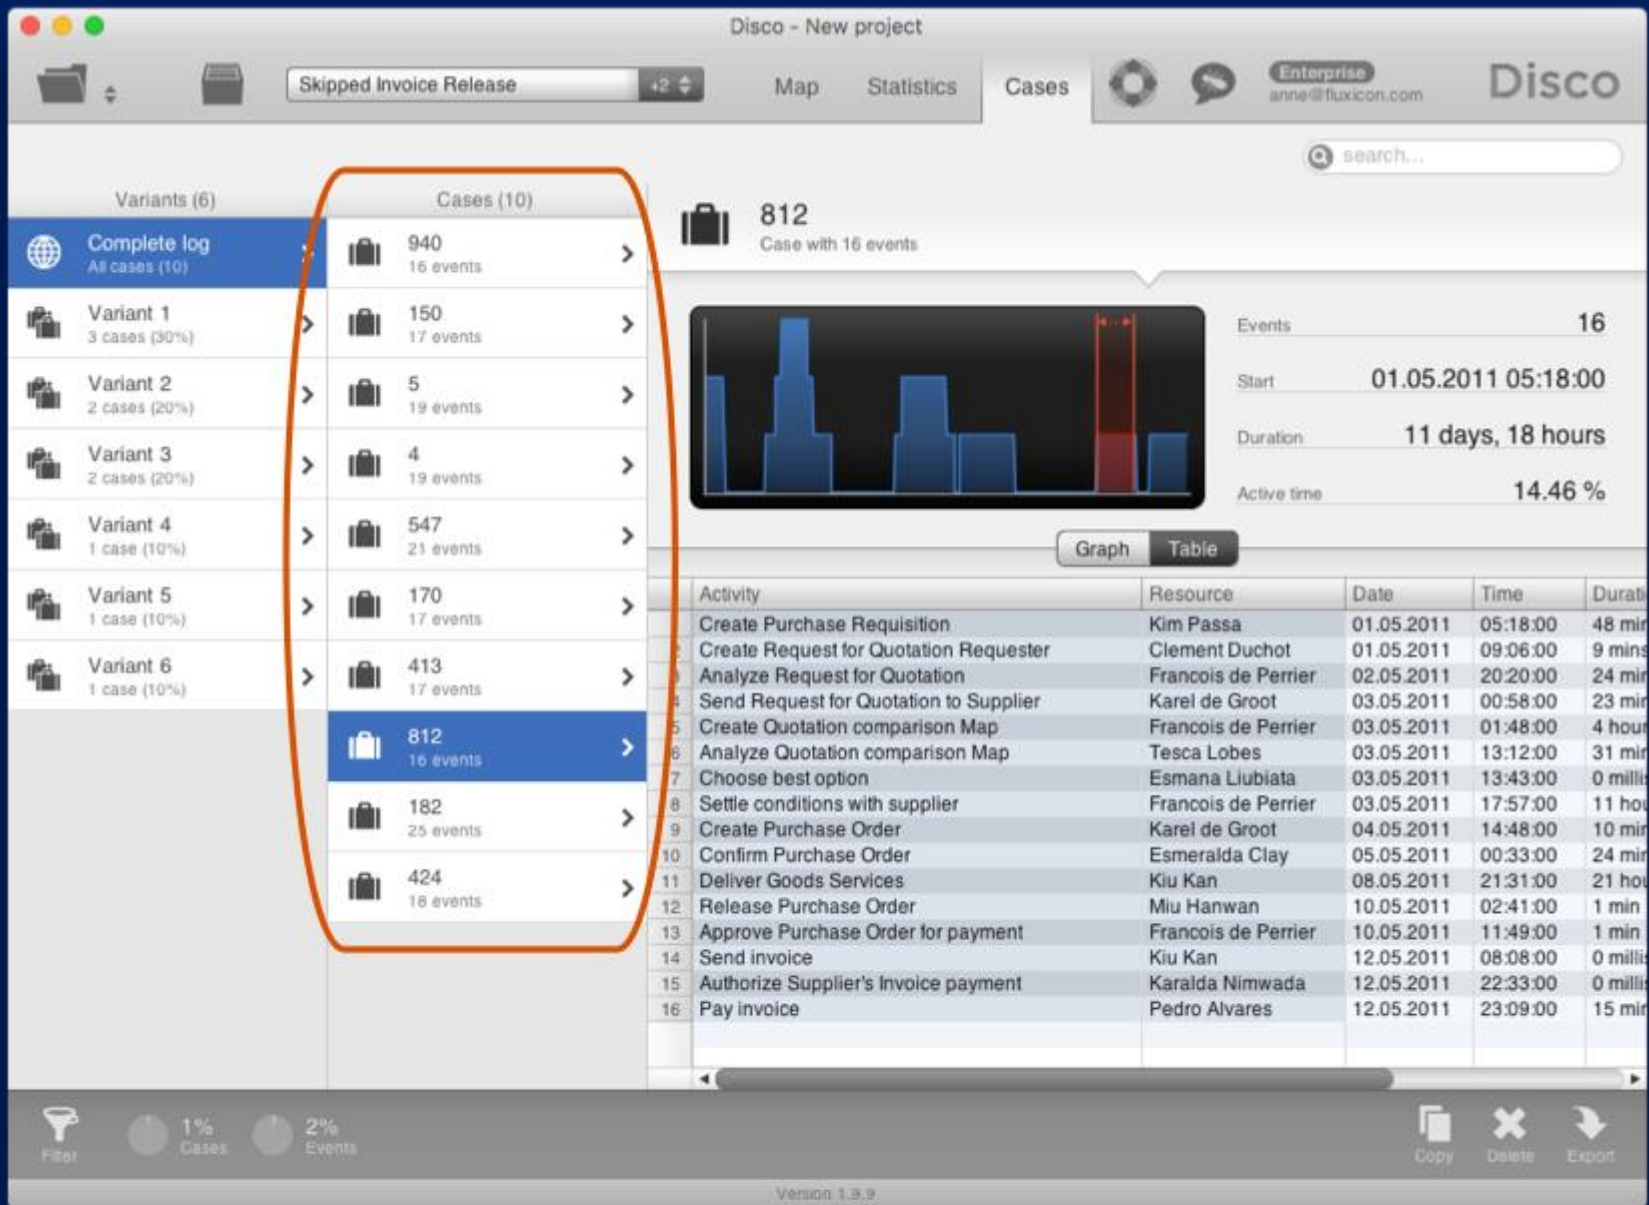 Disco - New project
Skipped Invoice Release +2
Map Statistics Cases
Enterprise
anne@fluxicon.com
Disco
search...
Variants (6)
Complete log
All cases (10)
Variant 1
3 cases (30%)
Variant 2
2 cases (20%)
Variant 3
2 cases (20%)
Variant 4
1 case (10%)
Variant 5
1 case (10%)
Variant 6
1 case (10%)
Cases (10)
940
16 events
150
17 events
5
19 events
4
19 events
547
21 events
170
17 events
413
17 events
812
16 events
182
25 events
424
18 events
812
Case with 16 events
Events 16
Start 01.05.2011 05:18:00
Duration 11 days, 18 hours
Active time 14.46 %
Graph Table
Activity Resource Date Time Durati
Create Purchase Requisition Kim Passa 01.05.2011 05:18:00 48 min
Create Request for Quotation Requester Clement Duchot 01.05.2011 09:06:00 9 mins
Analyze Request for Quotation Francois de Perrier 02.05.2011 20:20:00 24 min
Send Request for Quotation to Supplier Karel de Groot 03.05.2011 00:58:00 23 min
5 Create Quotation comparison Map Francois de Perrier 03.05.2011 01:48:00 4 hour
6 Analyze Quotation comparison Map Tesca Lobes 03.05.2011 13:12:00 31 min
7 Choose best option Esmana Liubiata 03.05.2011 13:43:00 0 millis
8 Settle conditions with supplier Francois de Perrier 03.05.2011 17:57:00 11 hou
9 Create Purchase Order Karel de Groot 04.05.2011 14:48:00 10 min
10 Confirm Purchase Order Esmeralda Clay 05.05.2011 00:33:00 24 min
11 Deliver Goods Services Kiu Kan 08.05.2011 21:31:00 21 hou
12 Release Purchase Order Miu Hanwan 10.05.2011 02:41:00 1 min
13 Approve Purchase Order for payment Francois de Perrier 10.05.2011 11:49:00 1 min
14 Send invoice Kiu Kan 12.05.2011 08:08:00 0 millis
15 Authorize Supplier's Invoice payment Karalda Nimwada 12.05.2011 22:33:00 0 millis
16 Pay invoice Pedro Alvares 12.05.2011 23:09:00 15 min
Filter
1%
Cases
2%
Events
Copy Delete Export
Version 1.9.9